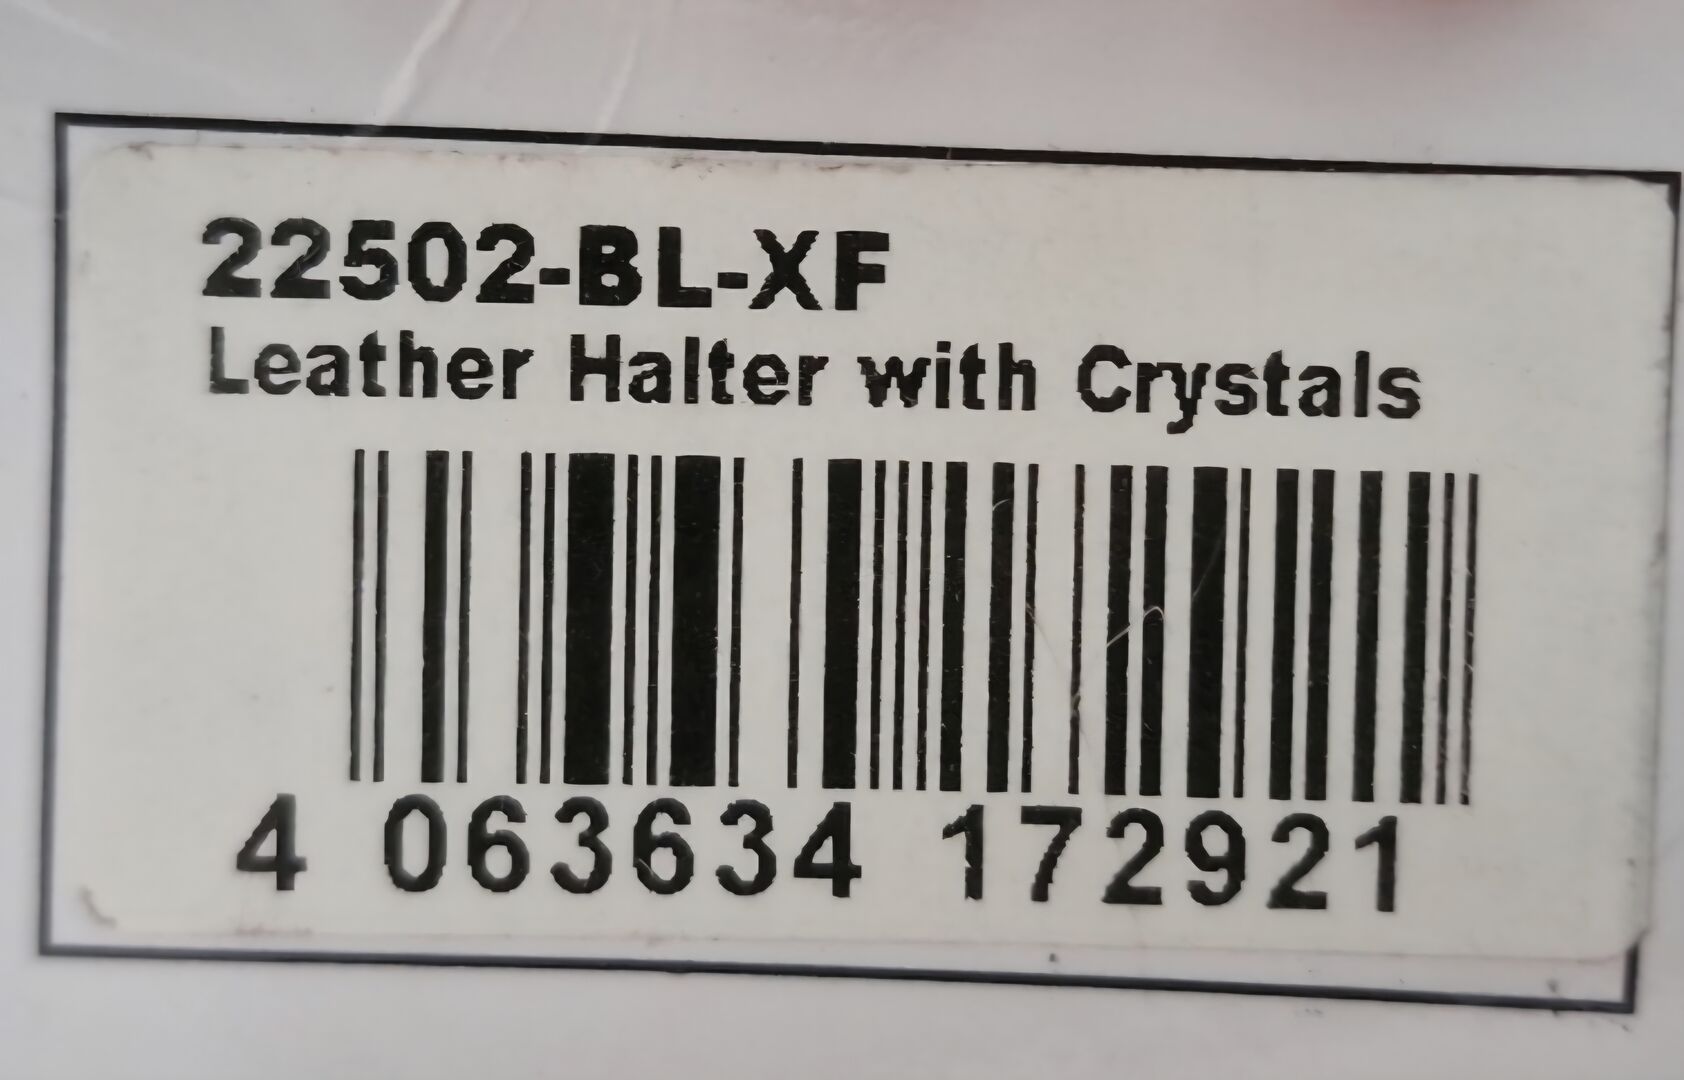 22502-BL-XF
Leather Halter with Crystals
4 063634 172921